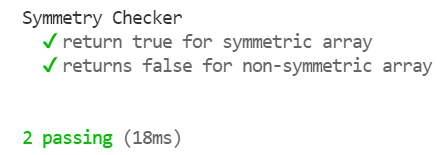 Symmetry Checker
✓ return true for symmetric array
✓ returns false for non-symmetric array
2 passing (18ms)